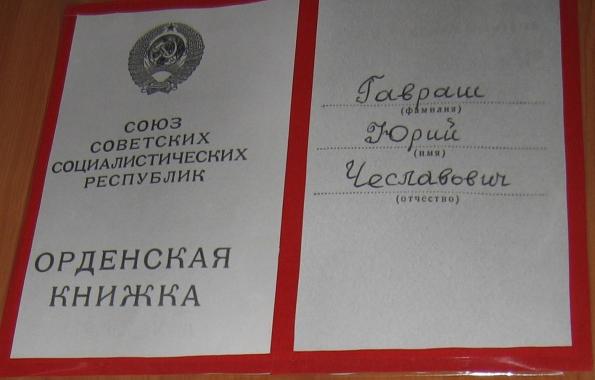 СОЮЗ
СОВЕТСКИХ
СОЦИАЛИСТИЧЕСКИХ
РЕСПУБЛИК
ОРДЕНСКАЯ
КНИЖКА
Гавраш
(фамилия)
Юрий
(имя)
Чеславович
(отчество)